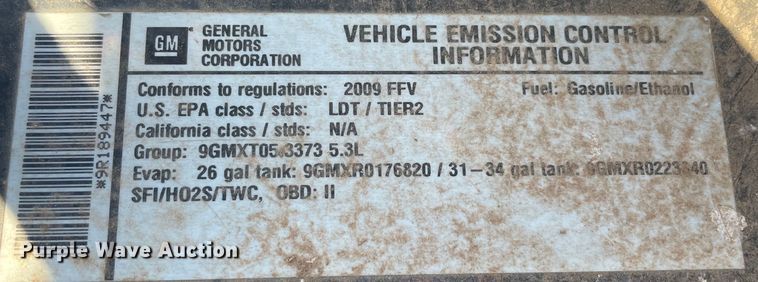 GM
GENERAL MOTORS CORPORATION
VEHICLE EMISSION CONTROL
INFORMATION
Conforms to regulations: 2009 FFV Fuel: Gasoline/Ethanol
U.S. EPA class / stds: LDT / TIER2
California class / stds: N/A
Group: 9GMXT05.3373 5.3L
Evap: 26 gal tank: 9GMXR0176820 / 31-34 gal tank:
SFI/HO2S/TWC, OBD: II
*9R189447*
Purple Wave Auction